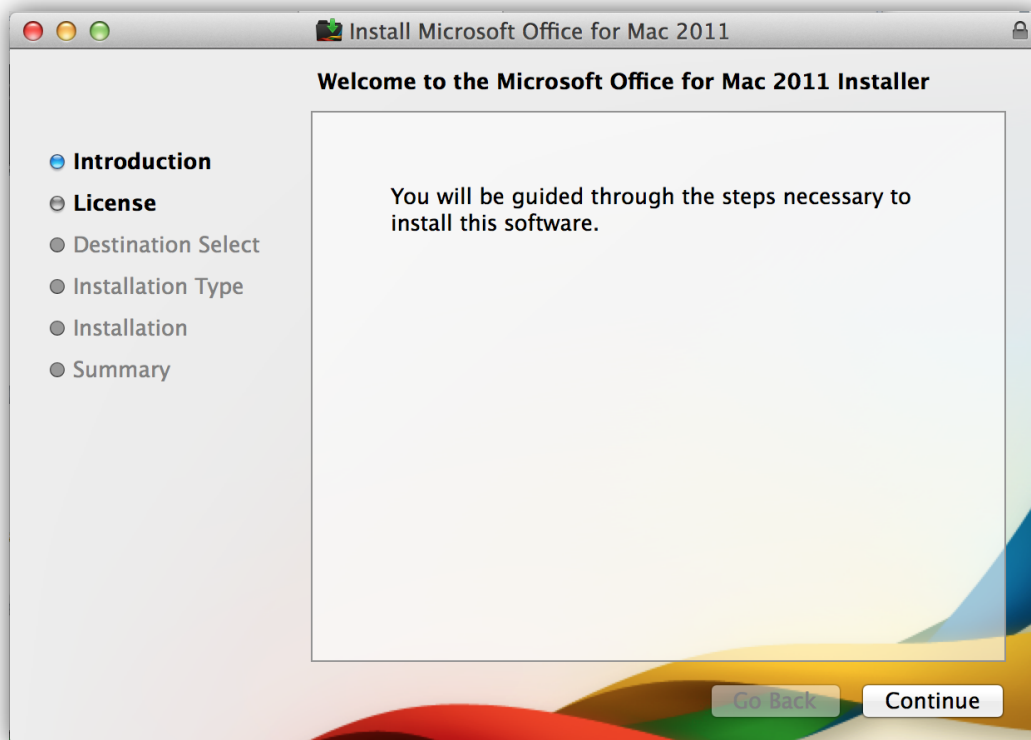 Install Microsoft Office for Mac 2011
Welcome to the Microsoft Office for Mac 2011 Installer
Introduction
License
Destination Select
Installation Type
Installation
Summary
You will be guided through the steps necessary to
install this software.
Go Back
Continue